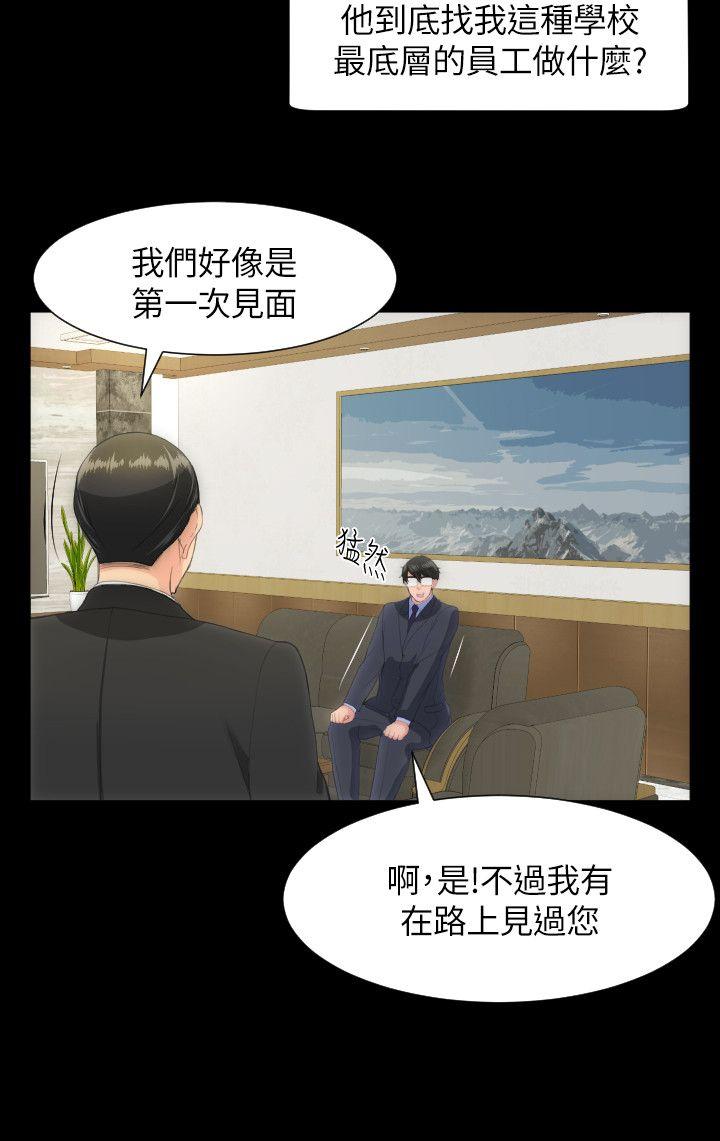 他到底找我這種學校
最底層的員工做什麼?
我們好像是
第一次見面
猛然
啊,是!不過我有
在路上見過您